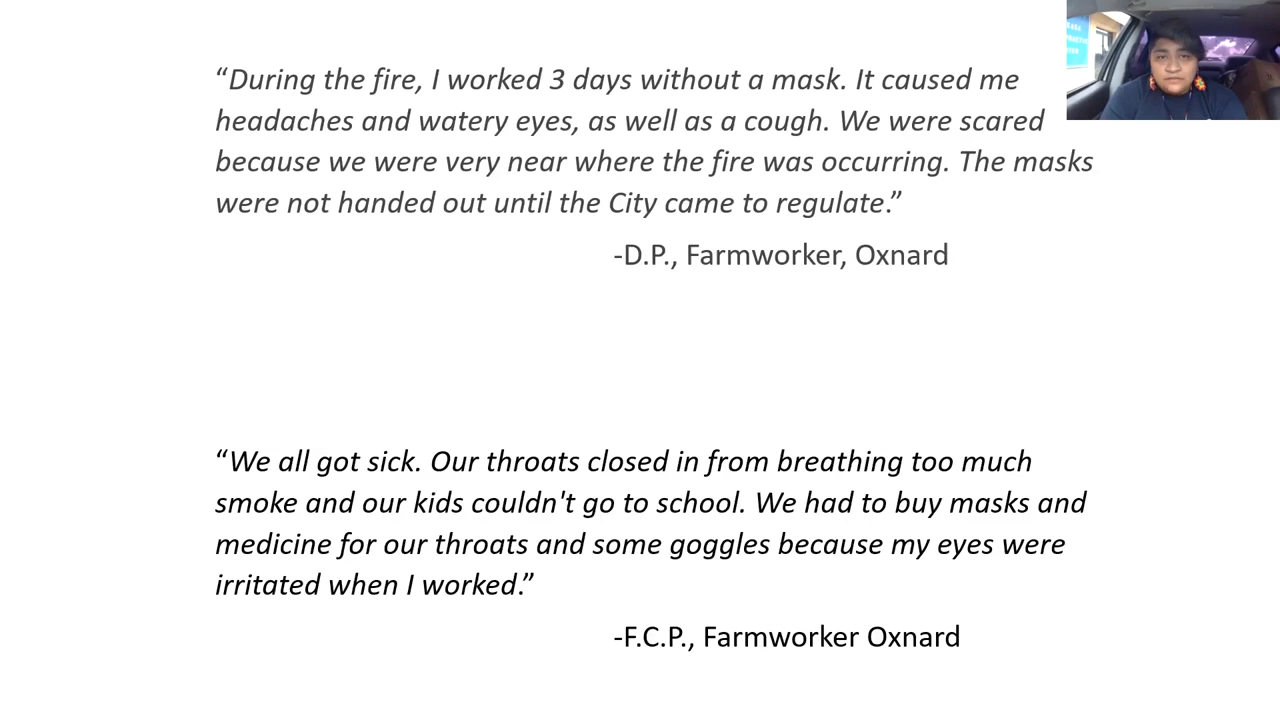 “During the fire, I worked 3 days without a mask. It caused me
headaches and watery eyes, as well as a cough. We were scared
because we were very near where the fire was occurring. The masks
were not handed out until the City came to regulate.”
-D.P., Farmworker, Oxnard
“We all got sick. Our throats closed in from breathing too much
smoke and our kids couldn't go to school. We had to buy masks and
medicine for our throats and some goggles because my eyes were
irritated when I worked.”
-F.C.P., Farmworker Oxnard